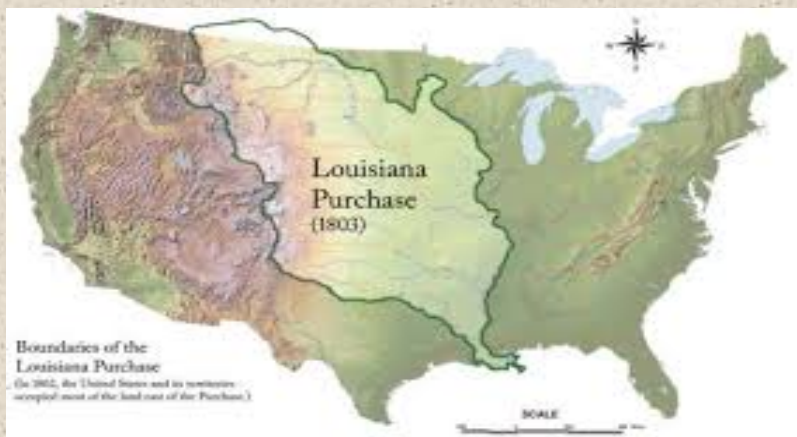 Louisiana
Purchase
(1803)
Boundaries of the
Louisiana Purchase
(In 1802, the United States and its territories
occupied most of the land east of the Purchase.)
SCALE